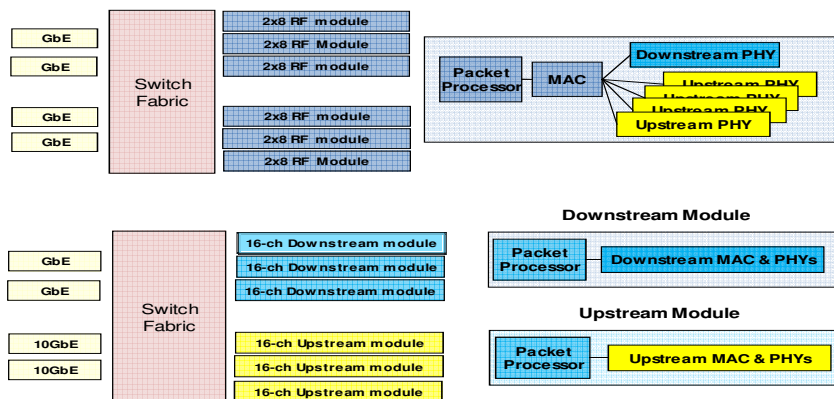 2x8 RF module
2x8 RF Module
2x8 RF module
GbE
GbE
GbE
GbE
Switch
Fabric
2x8 RF module
2x8 RF Module
2x8 RF Module
Packet
Processor
MAC
Downstream PHY
Upstream PHY
Upstream PHY
Upstream PHY
Upstream PHY
GbE
GbE
10GbE
10GbE
Switch
Fabric
16-ch Downstream module
16-ch Downstream module
16-ch Downstream module
16-ch Upstream module
16-ch Upstream module
16-ch Upstream module
Downstream Module
Packet
Processor
Downstream MAC & PHYs
Upstream Module
Packet
Processor
Upstream MAC & PHYs